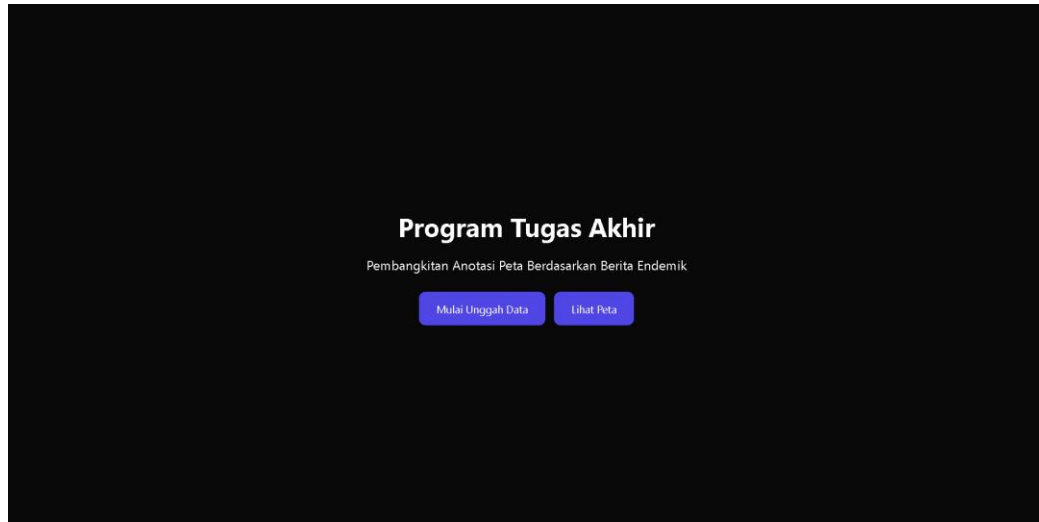 Program Tugas Akhir
Pembangkitan Anotasi Peta Berdasarkan Berita Endemik
Mulai Unggah Data
Lihat Peta